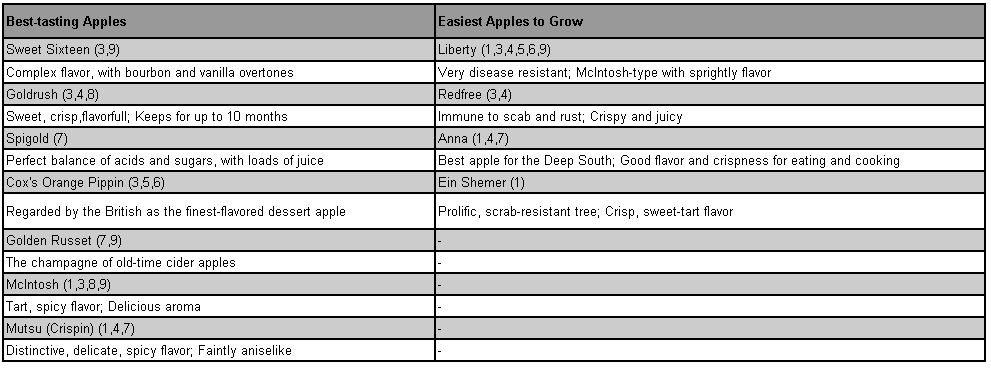 Best-tasting Apples Easiest Apples to Grow
Sweet Sixteen (3,9) Liberty (1,3,4,5,6,9)
Complex flavor, with bourbon and vanilla overtones Very disease resistant; McIntosh-type with sprightly flavor
Goldrush (3,4,8) Redfree (3,4)
Sweet, crisp,flavorfull; Keeps for up to 10 months Immune to scab and rust; Crispy and juicy
Spigold (7) Anna (1,4,7)
Perfect balance of acids and sugars, with loads of juice Best apple for the Deep South; Good flavor and crispness for eating and cooking
Cox's Orange Pippin (3,5,6) Ein Shemer (1)
Regarded by the British as the finest-flavored dessert apple Prolific, scrab-resistant tree; Crisp, sweet-tart flavor
Golden Russet (7,9) -
The champagne of old-time cider apples -
McIntosh (1,3,8,9) -
Tart, spicy flavor; Delicious aroma -
Mutsu (Crispin) (1,4,7) -
Distinctive, delicate, spicy flavor; Faintly aniselike -